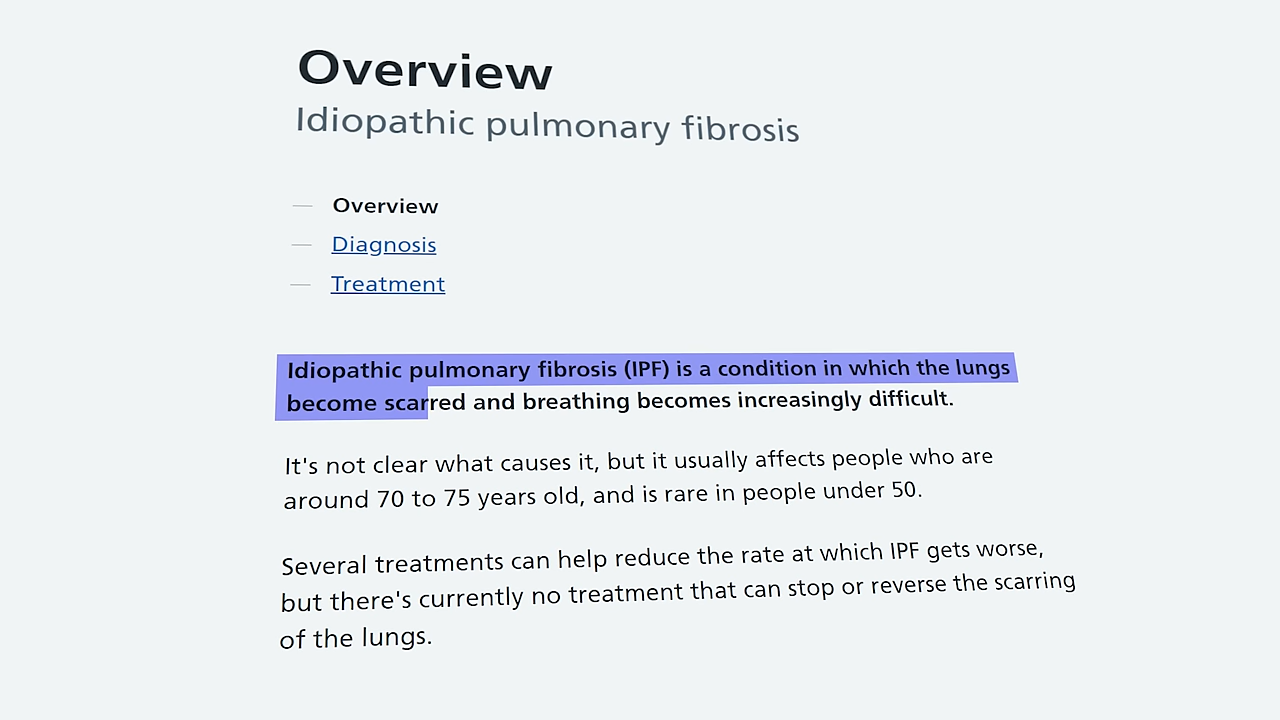 Overview
Idiopathic pulmonary fibrosis
— Overview
— Diagnosis
— Treatment
Idiopathic pulmonary fibrosis (IPF) is a condition in which the lungs
become scarred and breathing becomes increasingly difficult.
It's not clear what causes it, but it usually affects people who are
around 70 to 75 years old, and is rare in people under 50.
Several treatments can help reduce the rate at which IPF gets worse,
but there's currently no treatment that can stop or reverse the scarring
of the lungs.